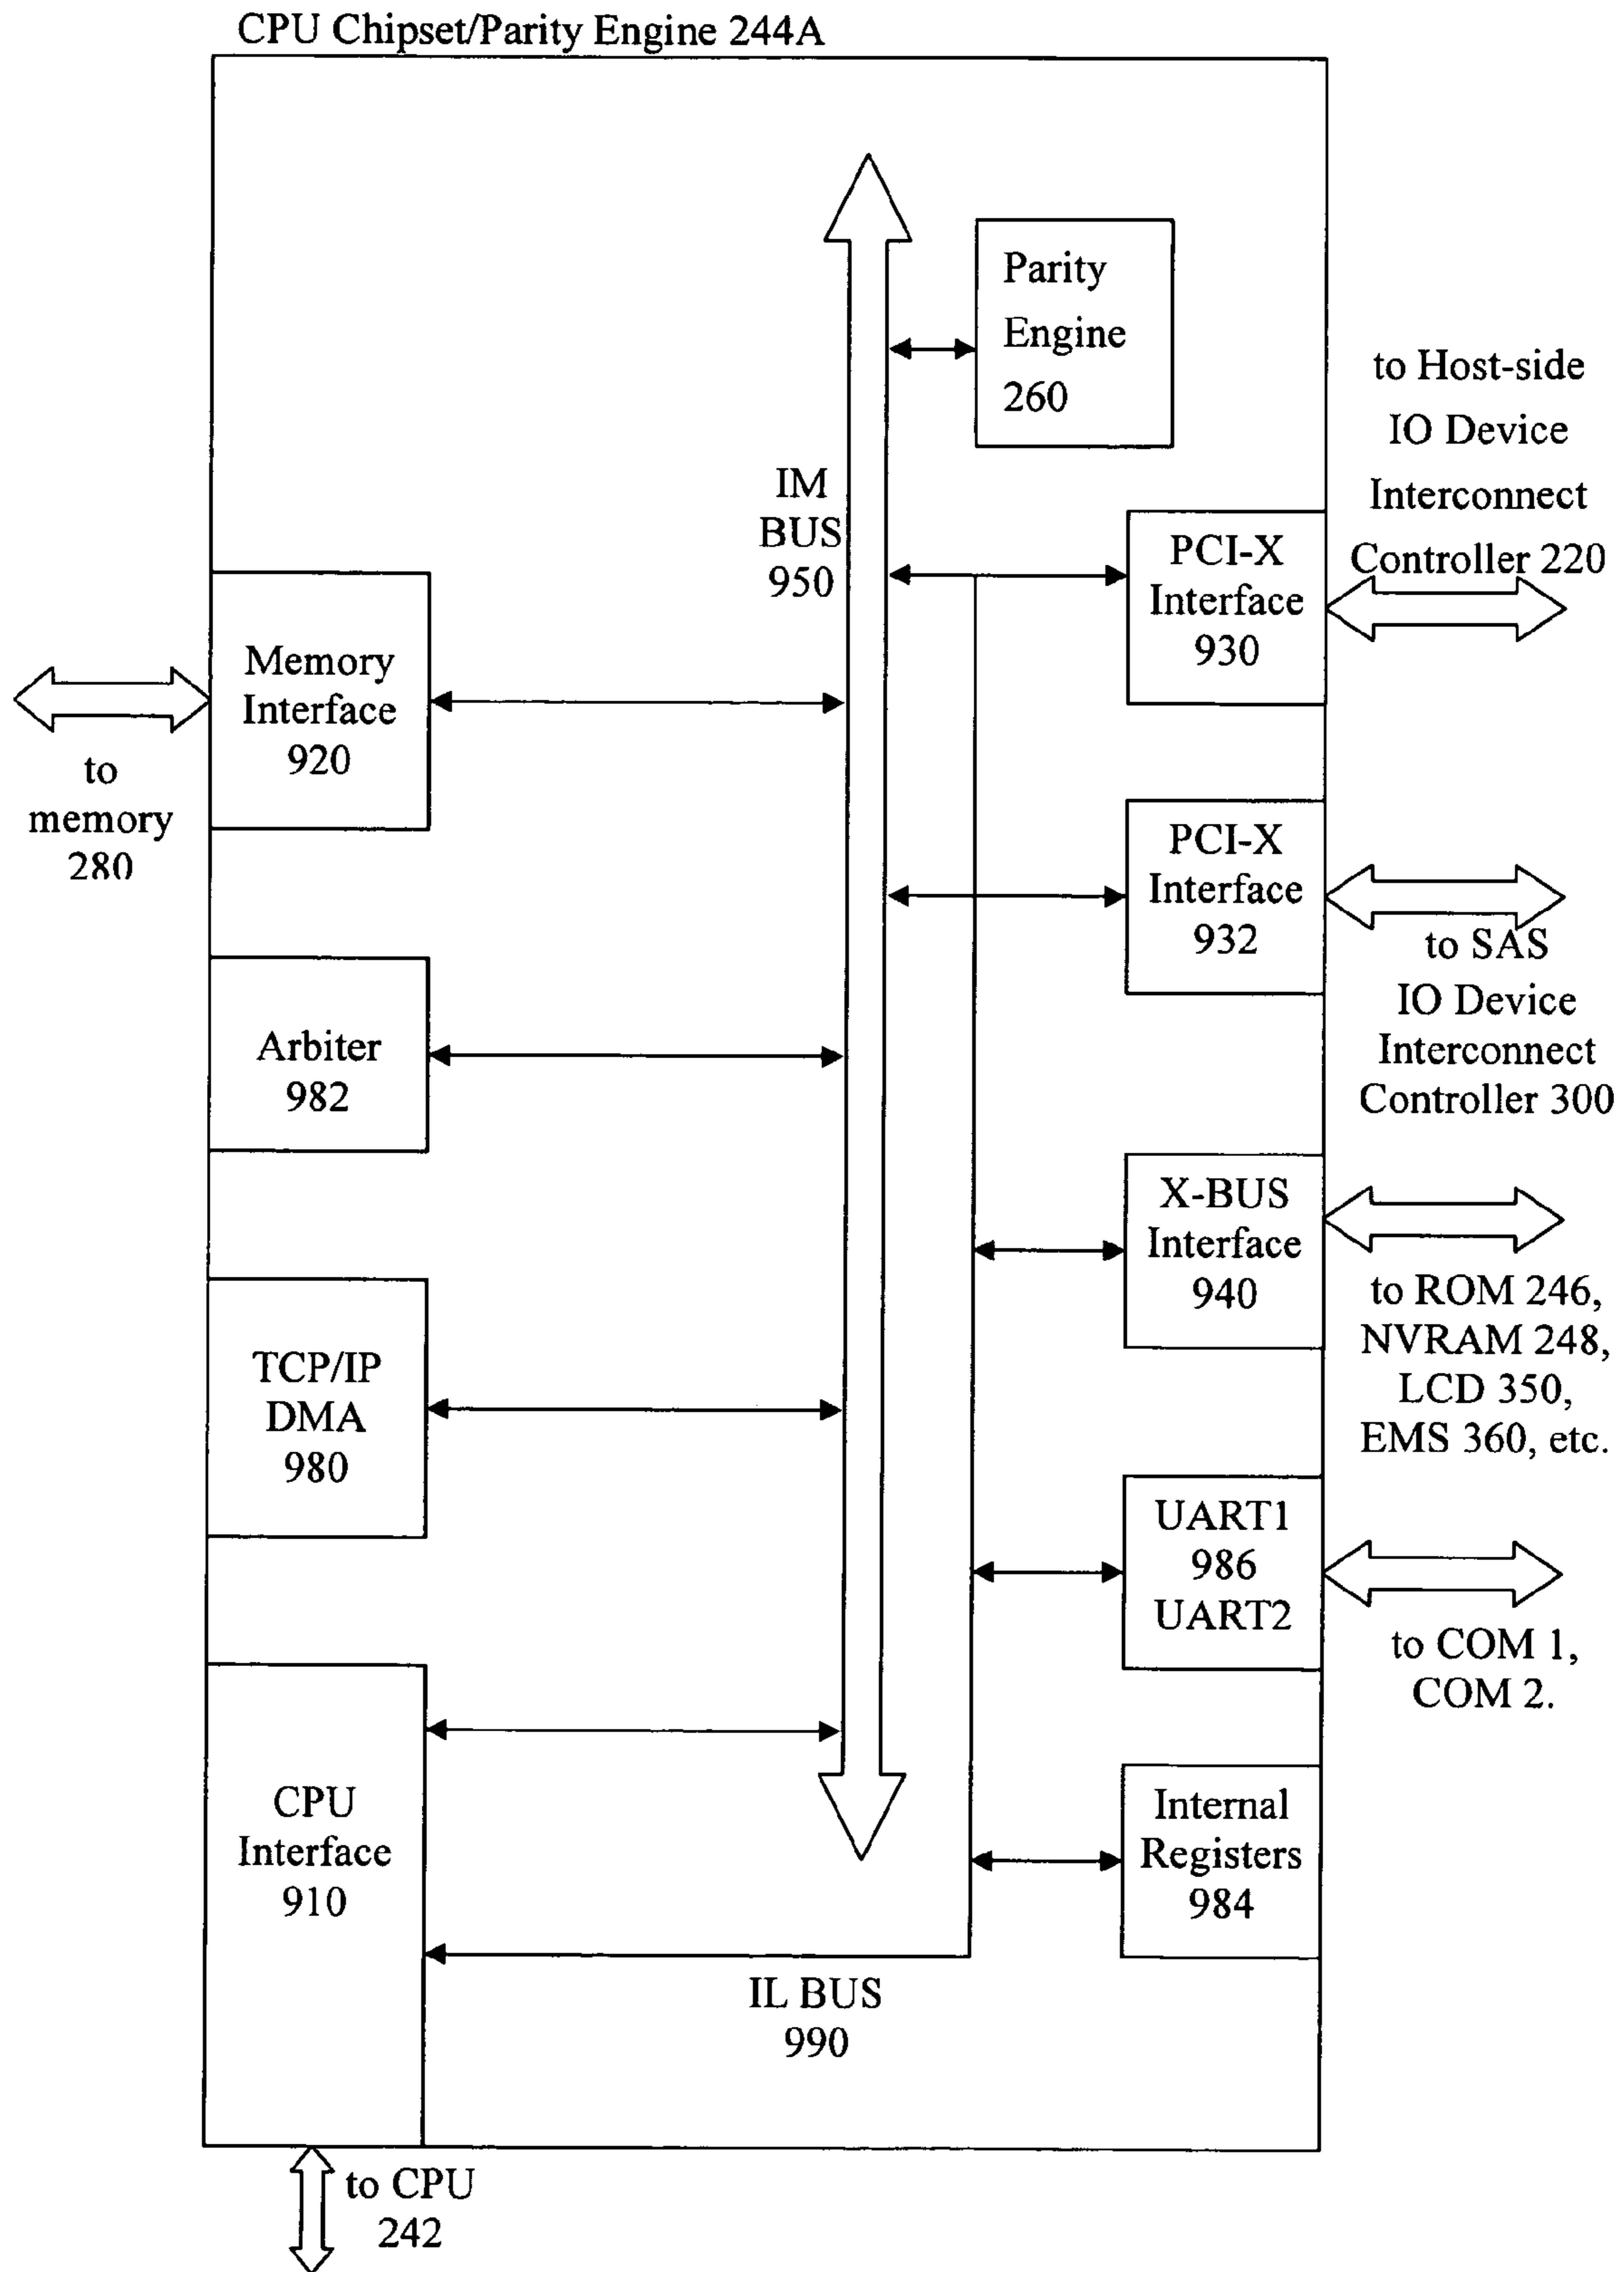 CPU Chipset/Parity Engine 244A
Parity
Engine
260
to Host-side
IO Device
Interconnect
Controller 220
IM
BUS
950
PCI-X
Interface
930
Memory
Interface
920
to
memory
280
PCI-X
Interface
932
to SAS
IO Device
Interconnect
Controller 300
Arbiter
982
X-BUS
Interface
940
to ROM 246,
NVRAM 248,
LCD 350,
EMS 360, etc.
TCP/IP
DMA
980
UART1
986
UART2
to COM 1,
COM 2.
CPU
Interface
910
Internal
Registers
984
IL BUS
990
to CPU
242